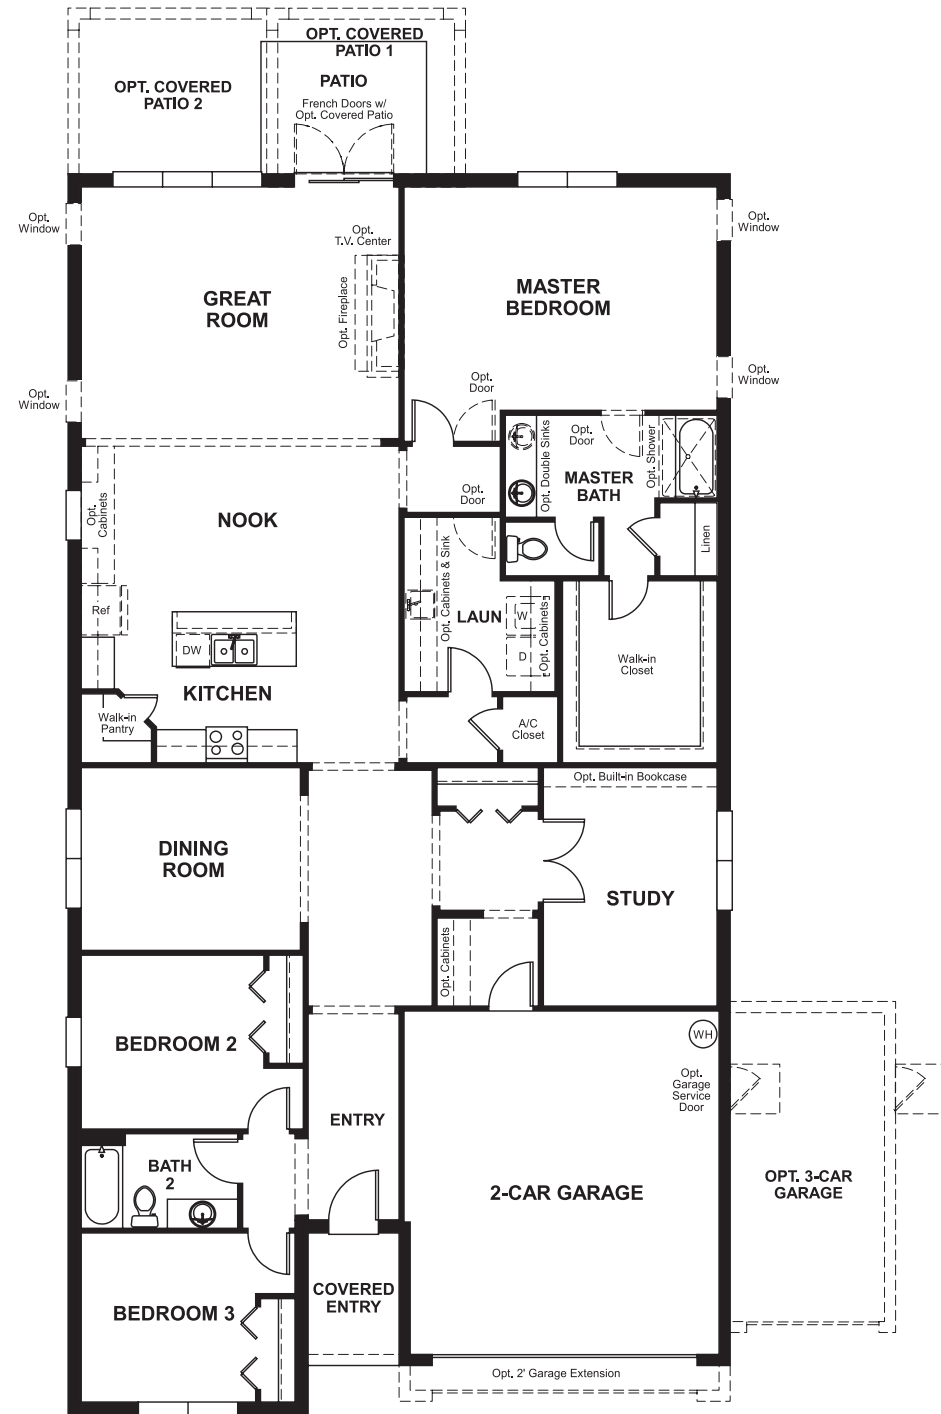 OPT. COVERED
PATIO 1
OPT. COVERED
PATIO 2
PATIO
French Doors w/
Opt. Covered Patio
Opt.
Window
Opt.
T.V. Center
Opt.
Window
GREAT
ROOM
Opt. Fireplace
MASTER
BEDROOM
Opt.
Window
Opt.
Window
Opt.
Door
Opt.
Door
Opt. Double Sinks
Opt. Shower
MASTER
BATH
Opt.
Door
Opt.
Cabinets
NOOK
Linen
Opt. Cabinets & Sink
Ref
LAUN
W
D
Opt. Cabinets
DW
Walk-in
Closet
KITCHEN
Walk-in
Pantry
A/C
Closet
Opt. Built-in Bookcase
DINING
ROOM
STUDY
Opt. Cabinets
BEDROOM 2
WH
Opt.
Garage
Service
Door
ENTRY
BATH
2
2-CAR GARAGE
OPT. 3-CAR
GARAGE
COVERED
ENTRY
BEDROOM 3
Opt. 2' Garage Extension